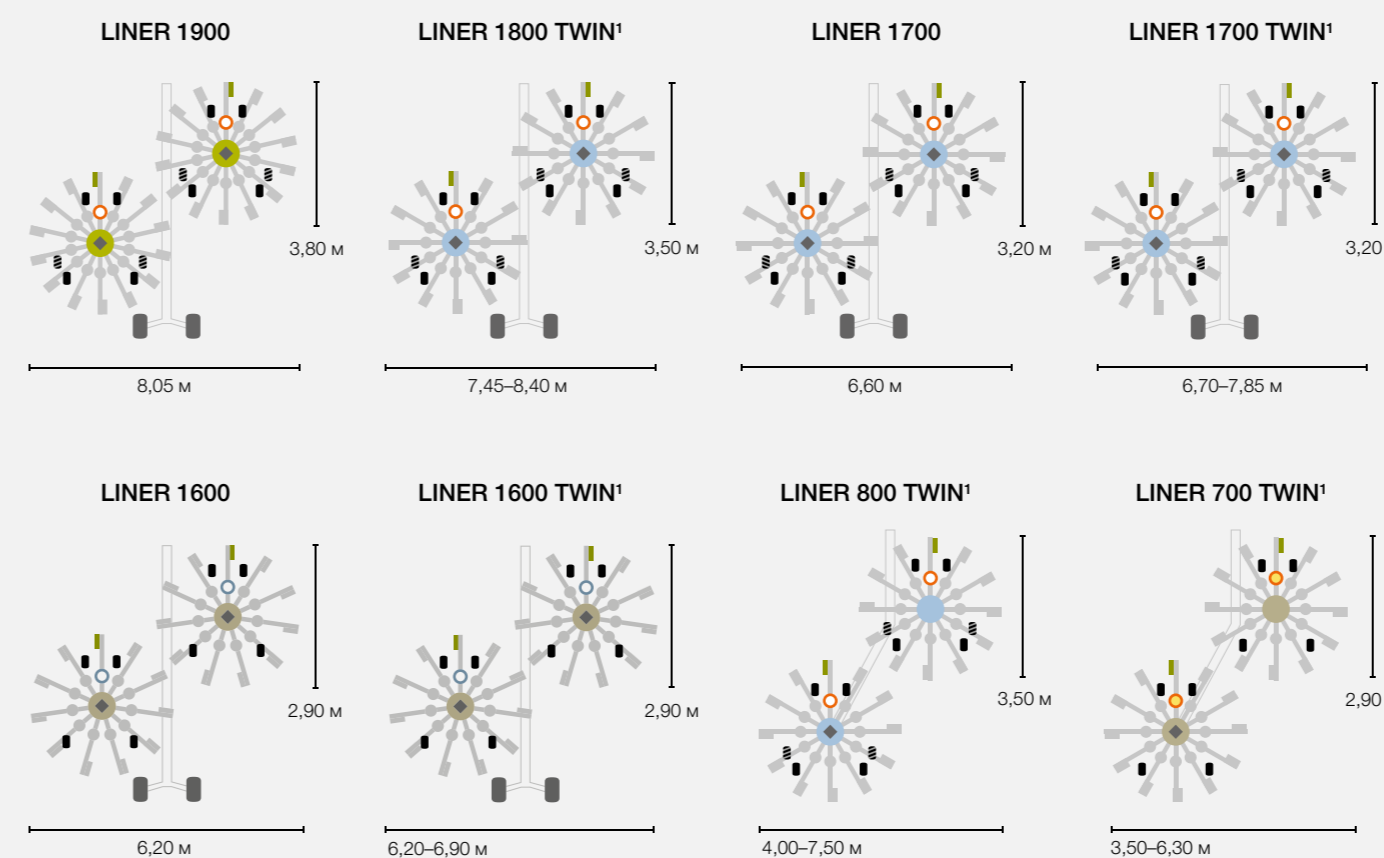 LINER 1900
LINER 1800 TWIN¹
LINER 1700
LINER 1700 TWIN¹
3,80 м
3,50 м
3,20 м
3,20
8,05 м
7,45–8,40 м
6,60 м
6,70–7,85 м
LINER 1600
LINER 1600 TWIN¹
LINER 800 TWIN¹
LINER 700 TWIN¹
2,90 м
2,90 м
3,50 м
2,90
6,20 м
6,20–6,90 м
4,00–7,50 м
3,50–6,30 м